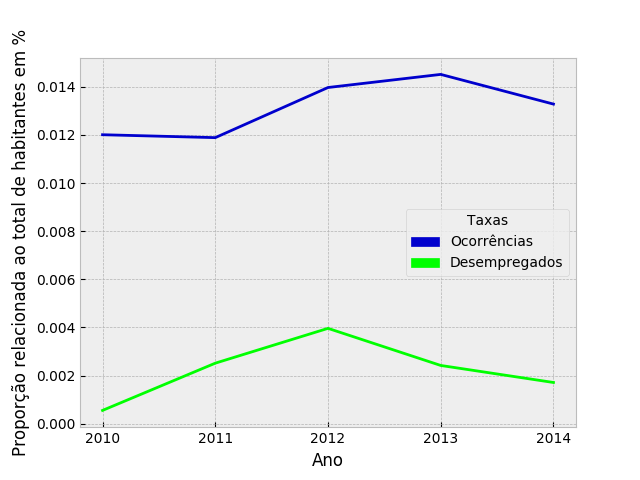 Proporção relacionada ao total de habitantes em %
0.014
0.012
0.010
0.008
0.006
0.004
0.002
0.000
Taxas
Ocorrências
Desempregados
2010 2011 2012 2013 2014
Ano